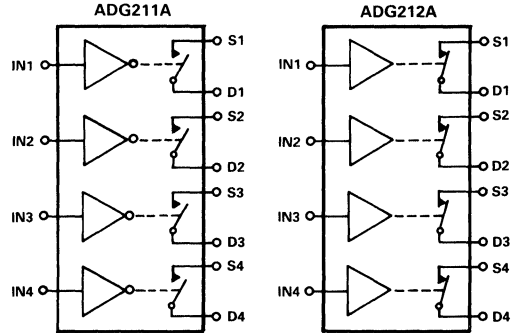 ADG211A
IN1
S1
D1
IN2
S2
D2
IN3
S3
D3
IN4
S4
D4
ADG212A
IN1
S1
D1
IN2
S2
D2
IN3
S3
D3
IN4
S4
D4